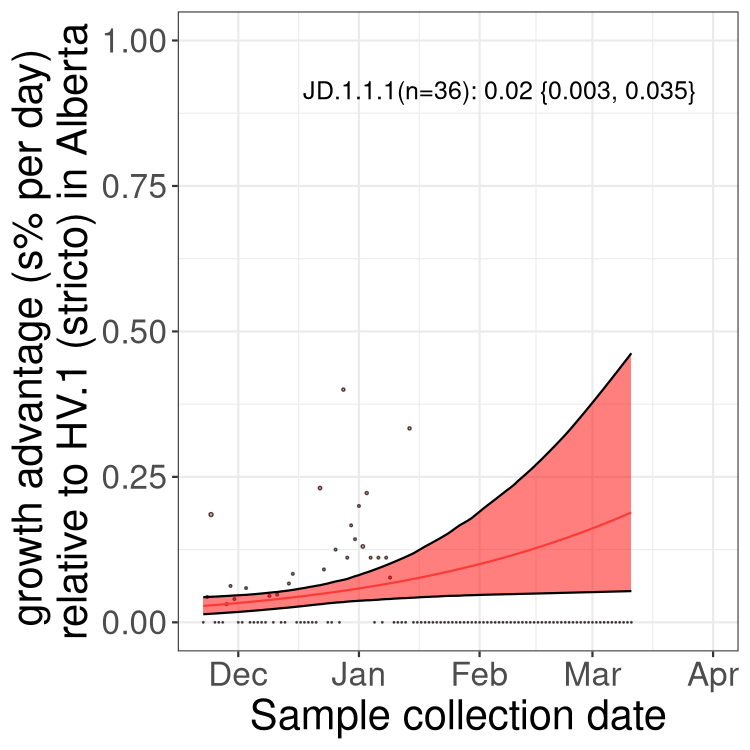 growth advantage (s% per day)
relative to HV.1 (stricto) in Alberta
1.00
0.75
0.50
0.25
0.00
JD.1.1.1(n=36): 0.02 {0.003, 0.035}
Dec Jan Feb Mar Apr
Sample collection date